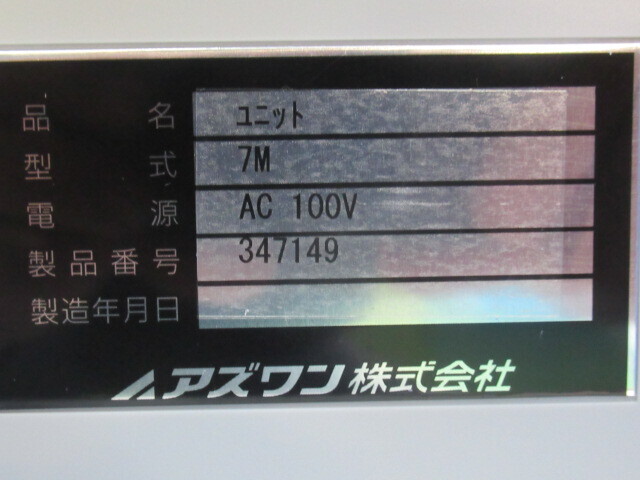 品名 ユニット
型式 7M
電源 AC 100V
製品番号 347149
製造年月日
アズワン株式会社